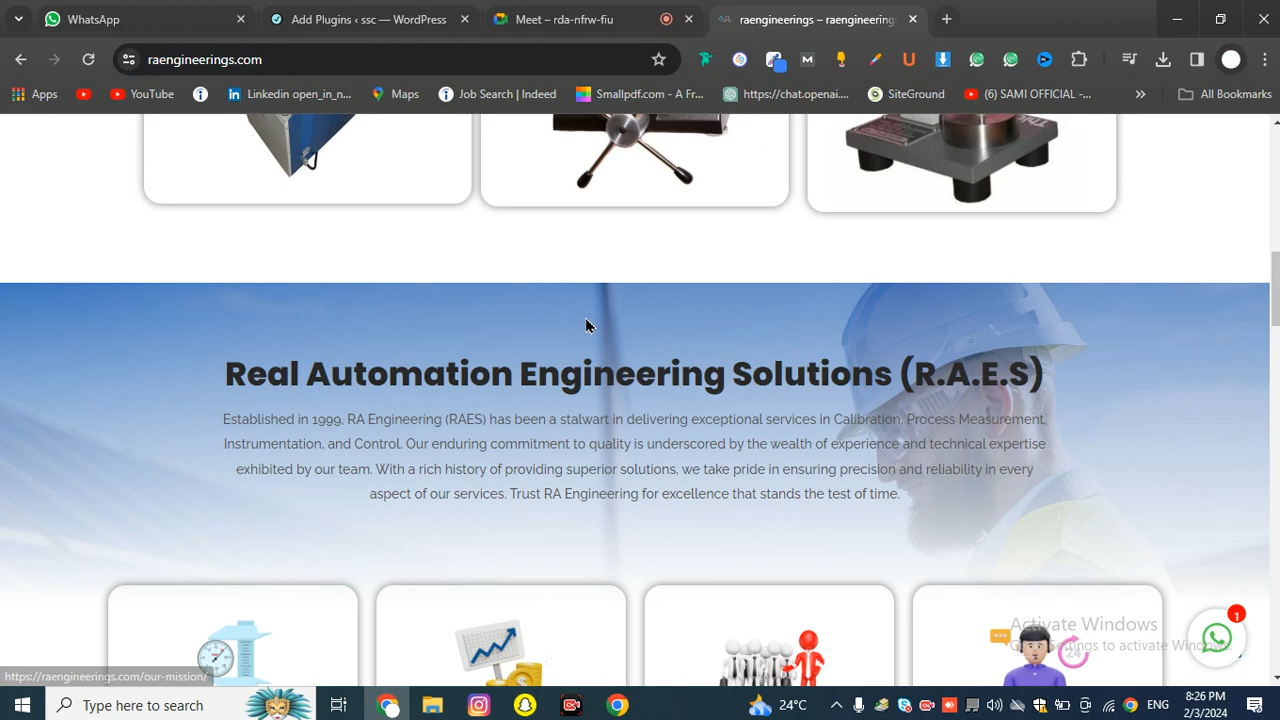 WhatsApp
Add Plugins ‹ ssc — WordPress
Meet – rda-nfrw-fiu
raengineerings – raengineering
raengineerings.com
Apps
YouTube
Linkedin open_in_n...
Maps
Job Search | Indeed
Smallpdf.com - A Fr...
https://chat.openai....
SiteGround
(6) SAMI OFFICIAL -...
All Bookmarks
Real Automation Engineering Solutions (R.A.E.S)
Established in 1999, RA Engineering (RAES) has been a stalwart in delivering exceptional services in Calibration, Process Measurement,
Instrumentation, and Control. Our enduring commitment to quality is underscored by the wealth of experience and technical expertise
exhibited by our team. With a rich history of providing superior solutions, we take pride in ensuring precision and reliability in every
aspect of our services. Trust RA Engineering for excellence that stands the test of time.
1
24
Activate Windows
Go to Settings to activate Windows.
https://raengineerings.com/our-mission/
Type here to search
24°C
ENG
8:26 PM
2/3/2024